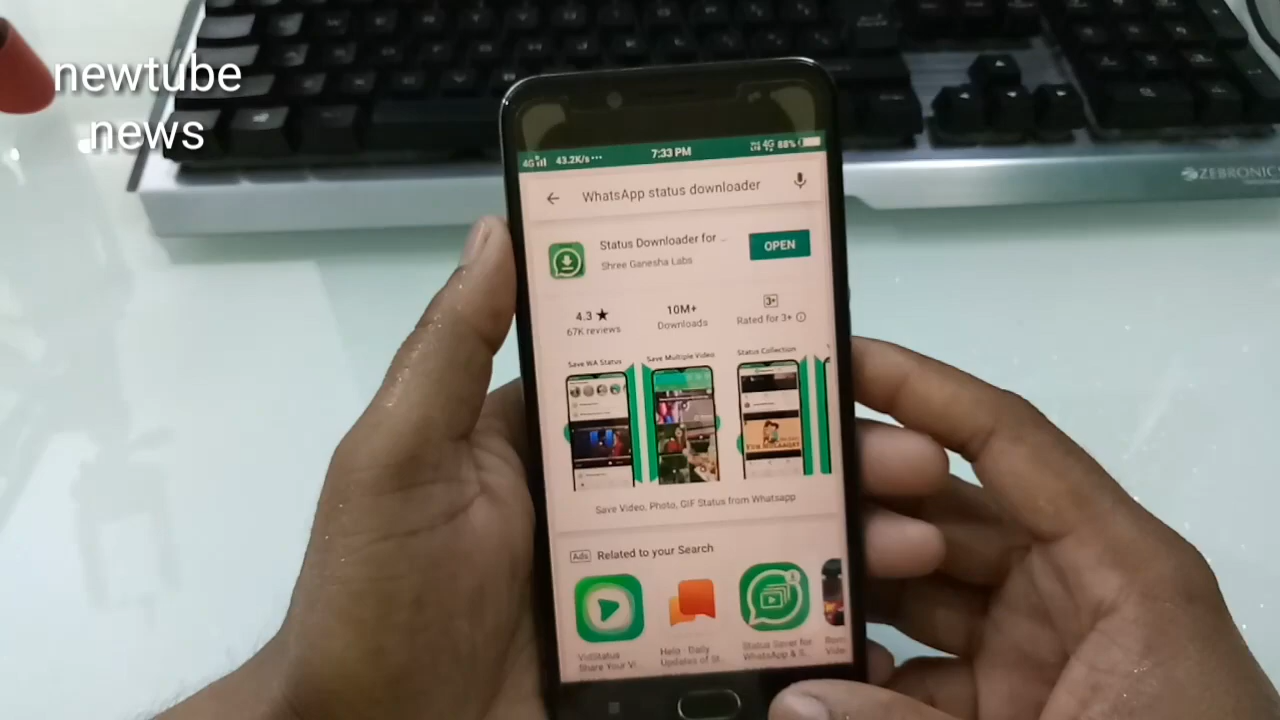 newtube
news
ZEBRONICS
4G 43.2K/s... 7:33 PM 4G 88%
WhatsApp status downloader
Status Downloader for ...
Shree Ganesha Labs
OPEN
4.3 ★ 10M+ 3+
67K reviews Downloads Rated for 3+
Save WA Status Save Multiple Video Status Collection
Save Video, Photo, GIF Status from Whatsapp
Ads Related to your Search
VidStatus Helo - Daily Status Saver for
Share Your Vi... Updates of St... WhatsApp & S...